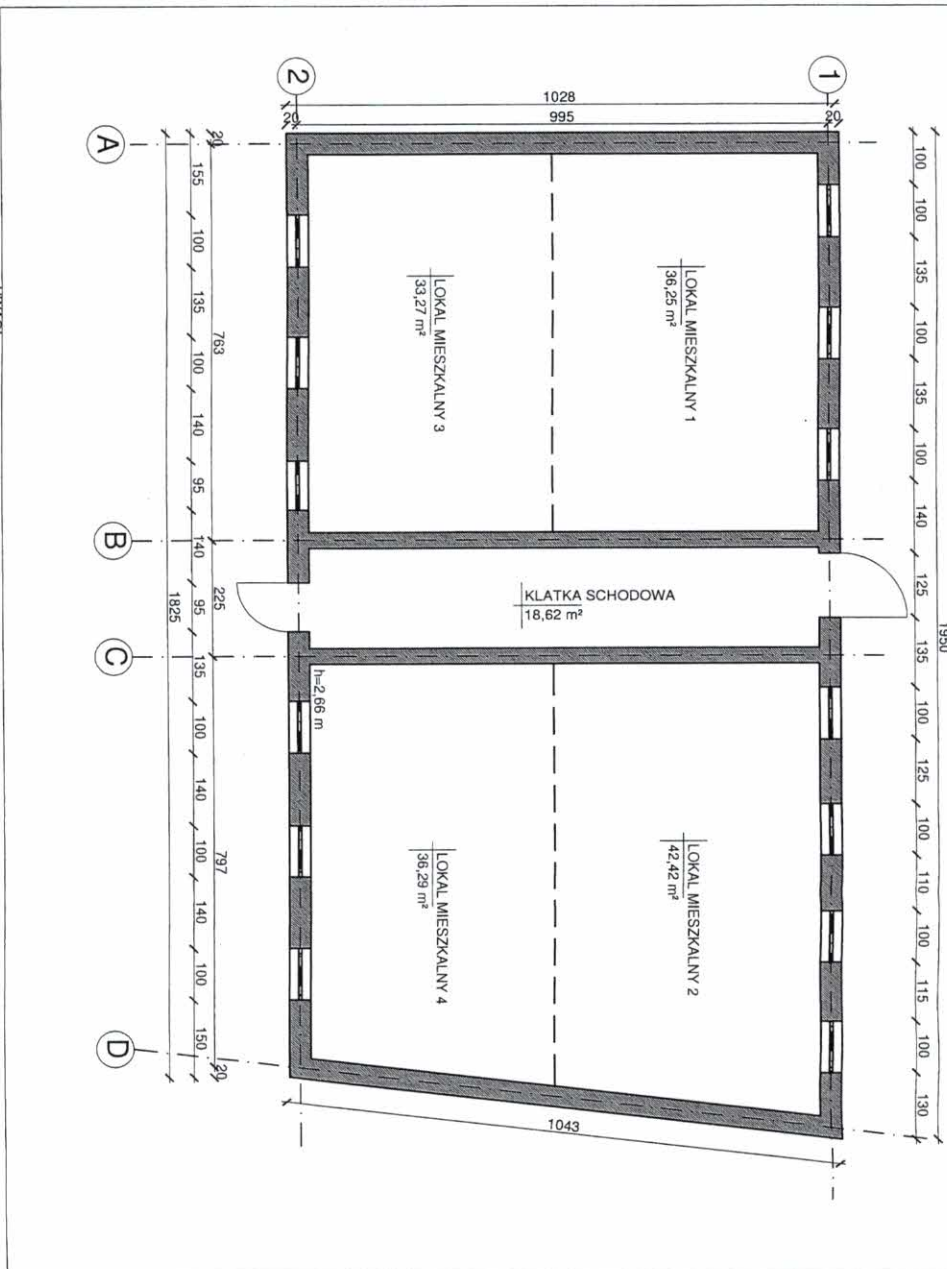 1950
100 100 135 100 135 100 140 125 135 100 125 100 110 100 115 100 130
1
1028
995
20
20
2
LOKAL MIESZKALNY 1
36,25 m²
LOKAL MIESZKALNY 2
42,42 m²
KLATKA SCHODOWA
18,62 m²
LOKAL MIESZKALNY 3
33,27 m²
LOKAL MIESZKALNY 4
36,29 m²
h=2,66 m
1043
20 763 225 797 20
155 100 135 100 140 95 140 95 135 100 140 100 140 100 150
1825
A
B
C
D